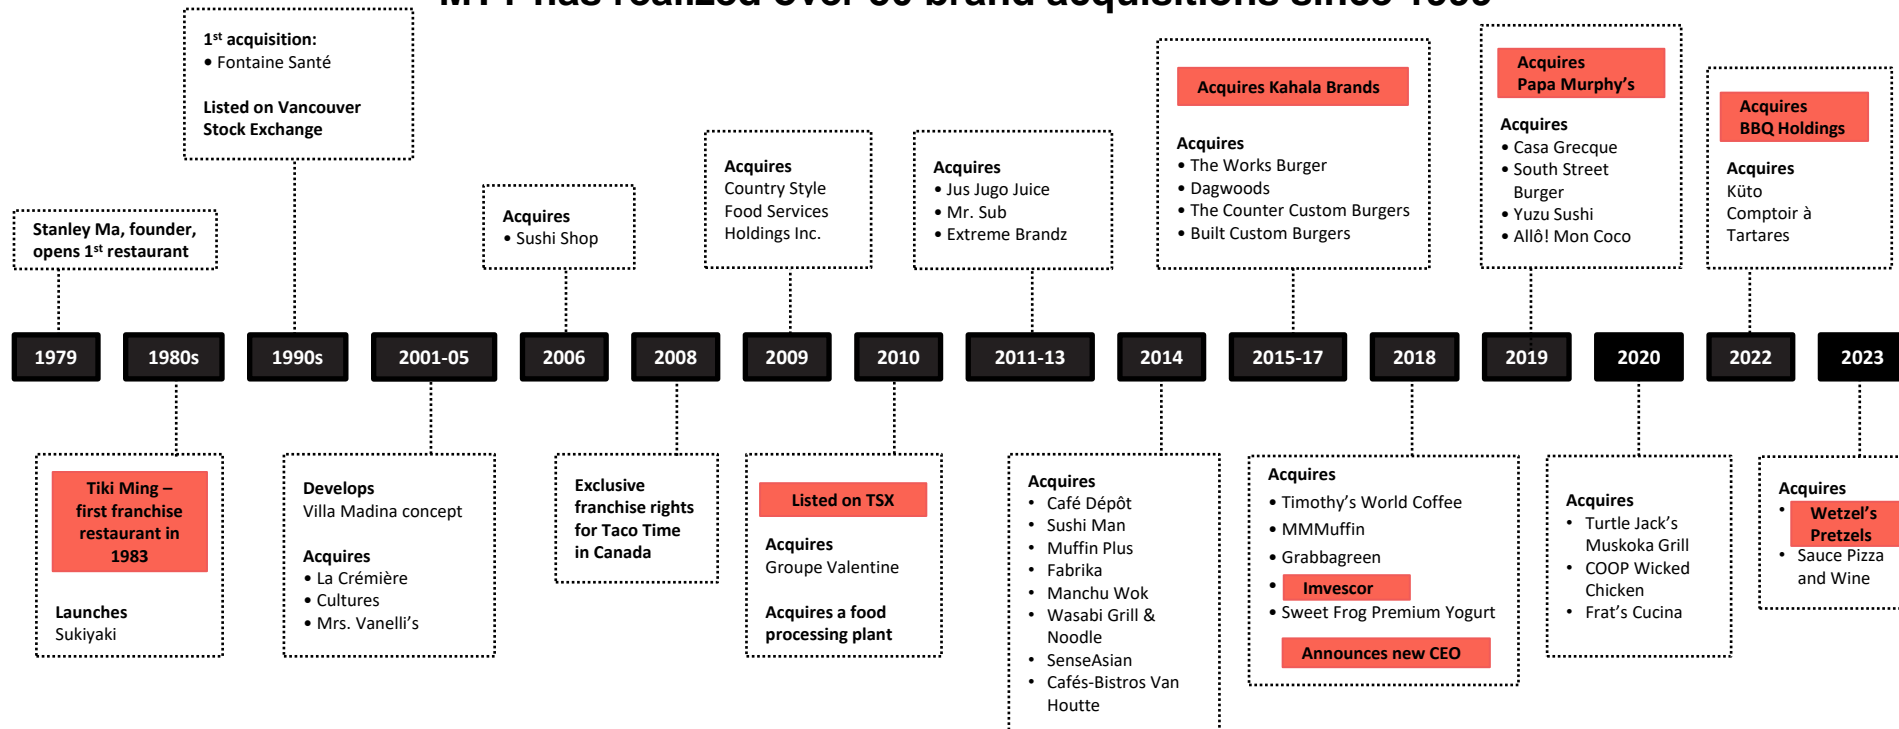 1st acquisition:
• Fontaine Santé
Listed on Vancouver
Stock Exchange
Acquires Kahala Brands
Acquires
• The Works Burger
• Dagwoods
• The Counter Custom Burgers
• Built Custom Burgers
Acquires
Papa Murphy's
Acquires
• Casa Grecque
• South Street
Burger
• Yuzu Sushi
• Allô! Mon Coco
Acquires
BBQ Holdings
Acquires
Küto
Comptoir à
Tartares
Stanley Ma, founder,
opens 1st restaurant
Acquires
• Sushi Shop
Acquires
Country Style
Food Services
Holdings Inc.
Acquires
• Jus Jugo Juice
• Mr. Sub
• Extreme Brandz
1979
1980s
1990s
2001-05
2006
2008
2009
2010
2011-13
2014
2015-17
2018
2019
2020
2022
2023
Tiki Ming –
first franchise
restaurant in
1983
Launches
Sukiyaki
Develops
Villa Madina concept
Acquires
• La Crémière
• Cultures
• Mrs. Vanelli's
Exclusive
franchise rights
for Taco Time
in Canada
Listed on TSX
Acquires
Groupe Valentine
Acquires a food
processing plant
Acquires
• Café Dépôt
• Sushi Man
• Muffin Plus
• Fabrika
• Manchu Wok
• Wasabi Grill &
Noodle
• SenseAsian
• Cafés-Bistros Van
Houtte
Acquires
• Timothy's World Coffee
• MMMuffin
• Grabbagreen
• Imvescor
• Sweet Frog Premium Yogurt
Announces new CEO
Acquires
• Turtle Jack's
Muskoka Grill
• COOP Wicked
Chicken
• Frat's Cucina
Acquires
• Wetzel's
Pretzels
• Sauce Pizza
and Wine